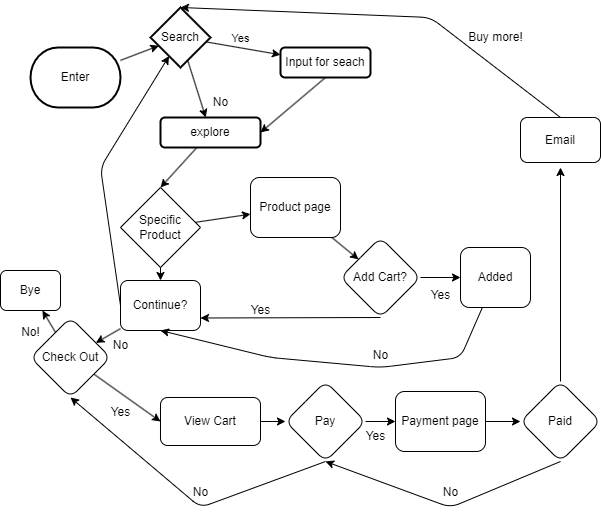 Search
Yes
Buy more!
Enter
Input for seach
No
explore
Email
Specific
Product
Product page
Add Cart?
Added
Yes
Bye
Continue?
Yes
No!
No
No
Check Out
Yes
View Cart
Pay
Yes
Payment page
Paid
No
No